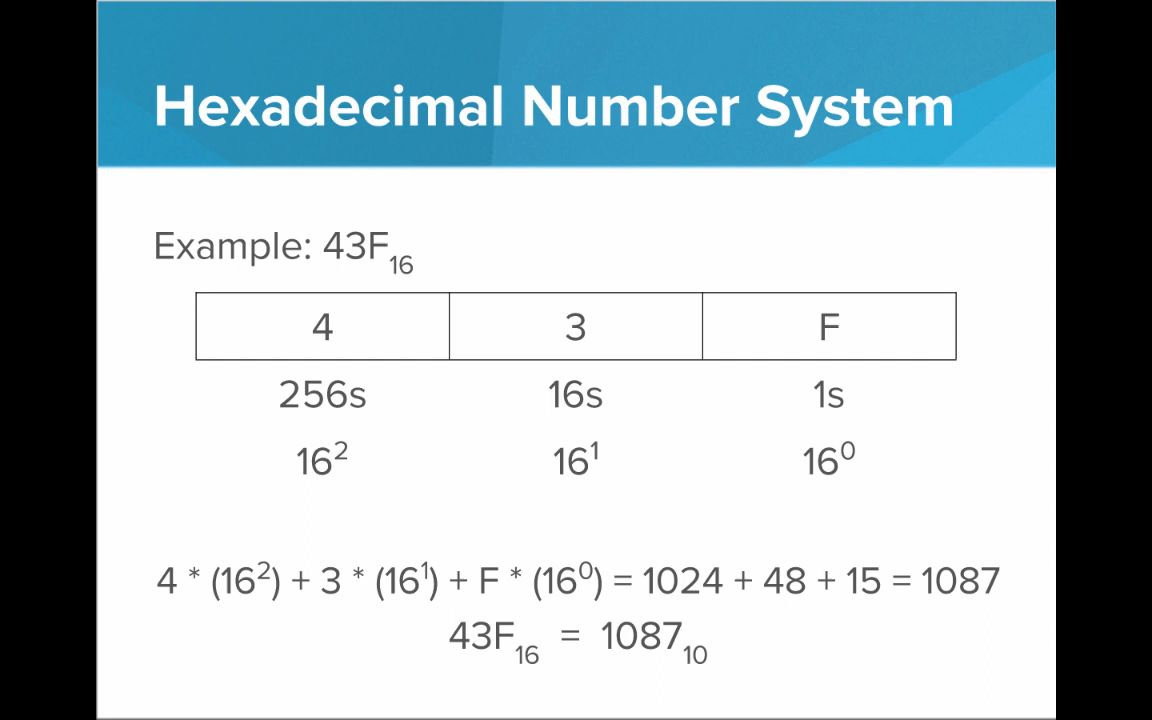 Hexadecimal Number System
Example: 43F₁₆
4 3 F
256s 16s 1s
16² 16¹ 16⁰
4 * (16²) + 3 * (16¹) + F * (16⁰) = 1024 + 48 + 15 = 1087
43F₁₆ = 1087₁₀